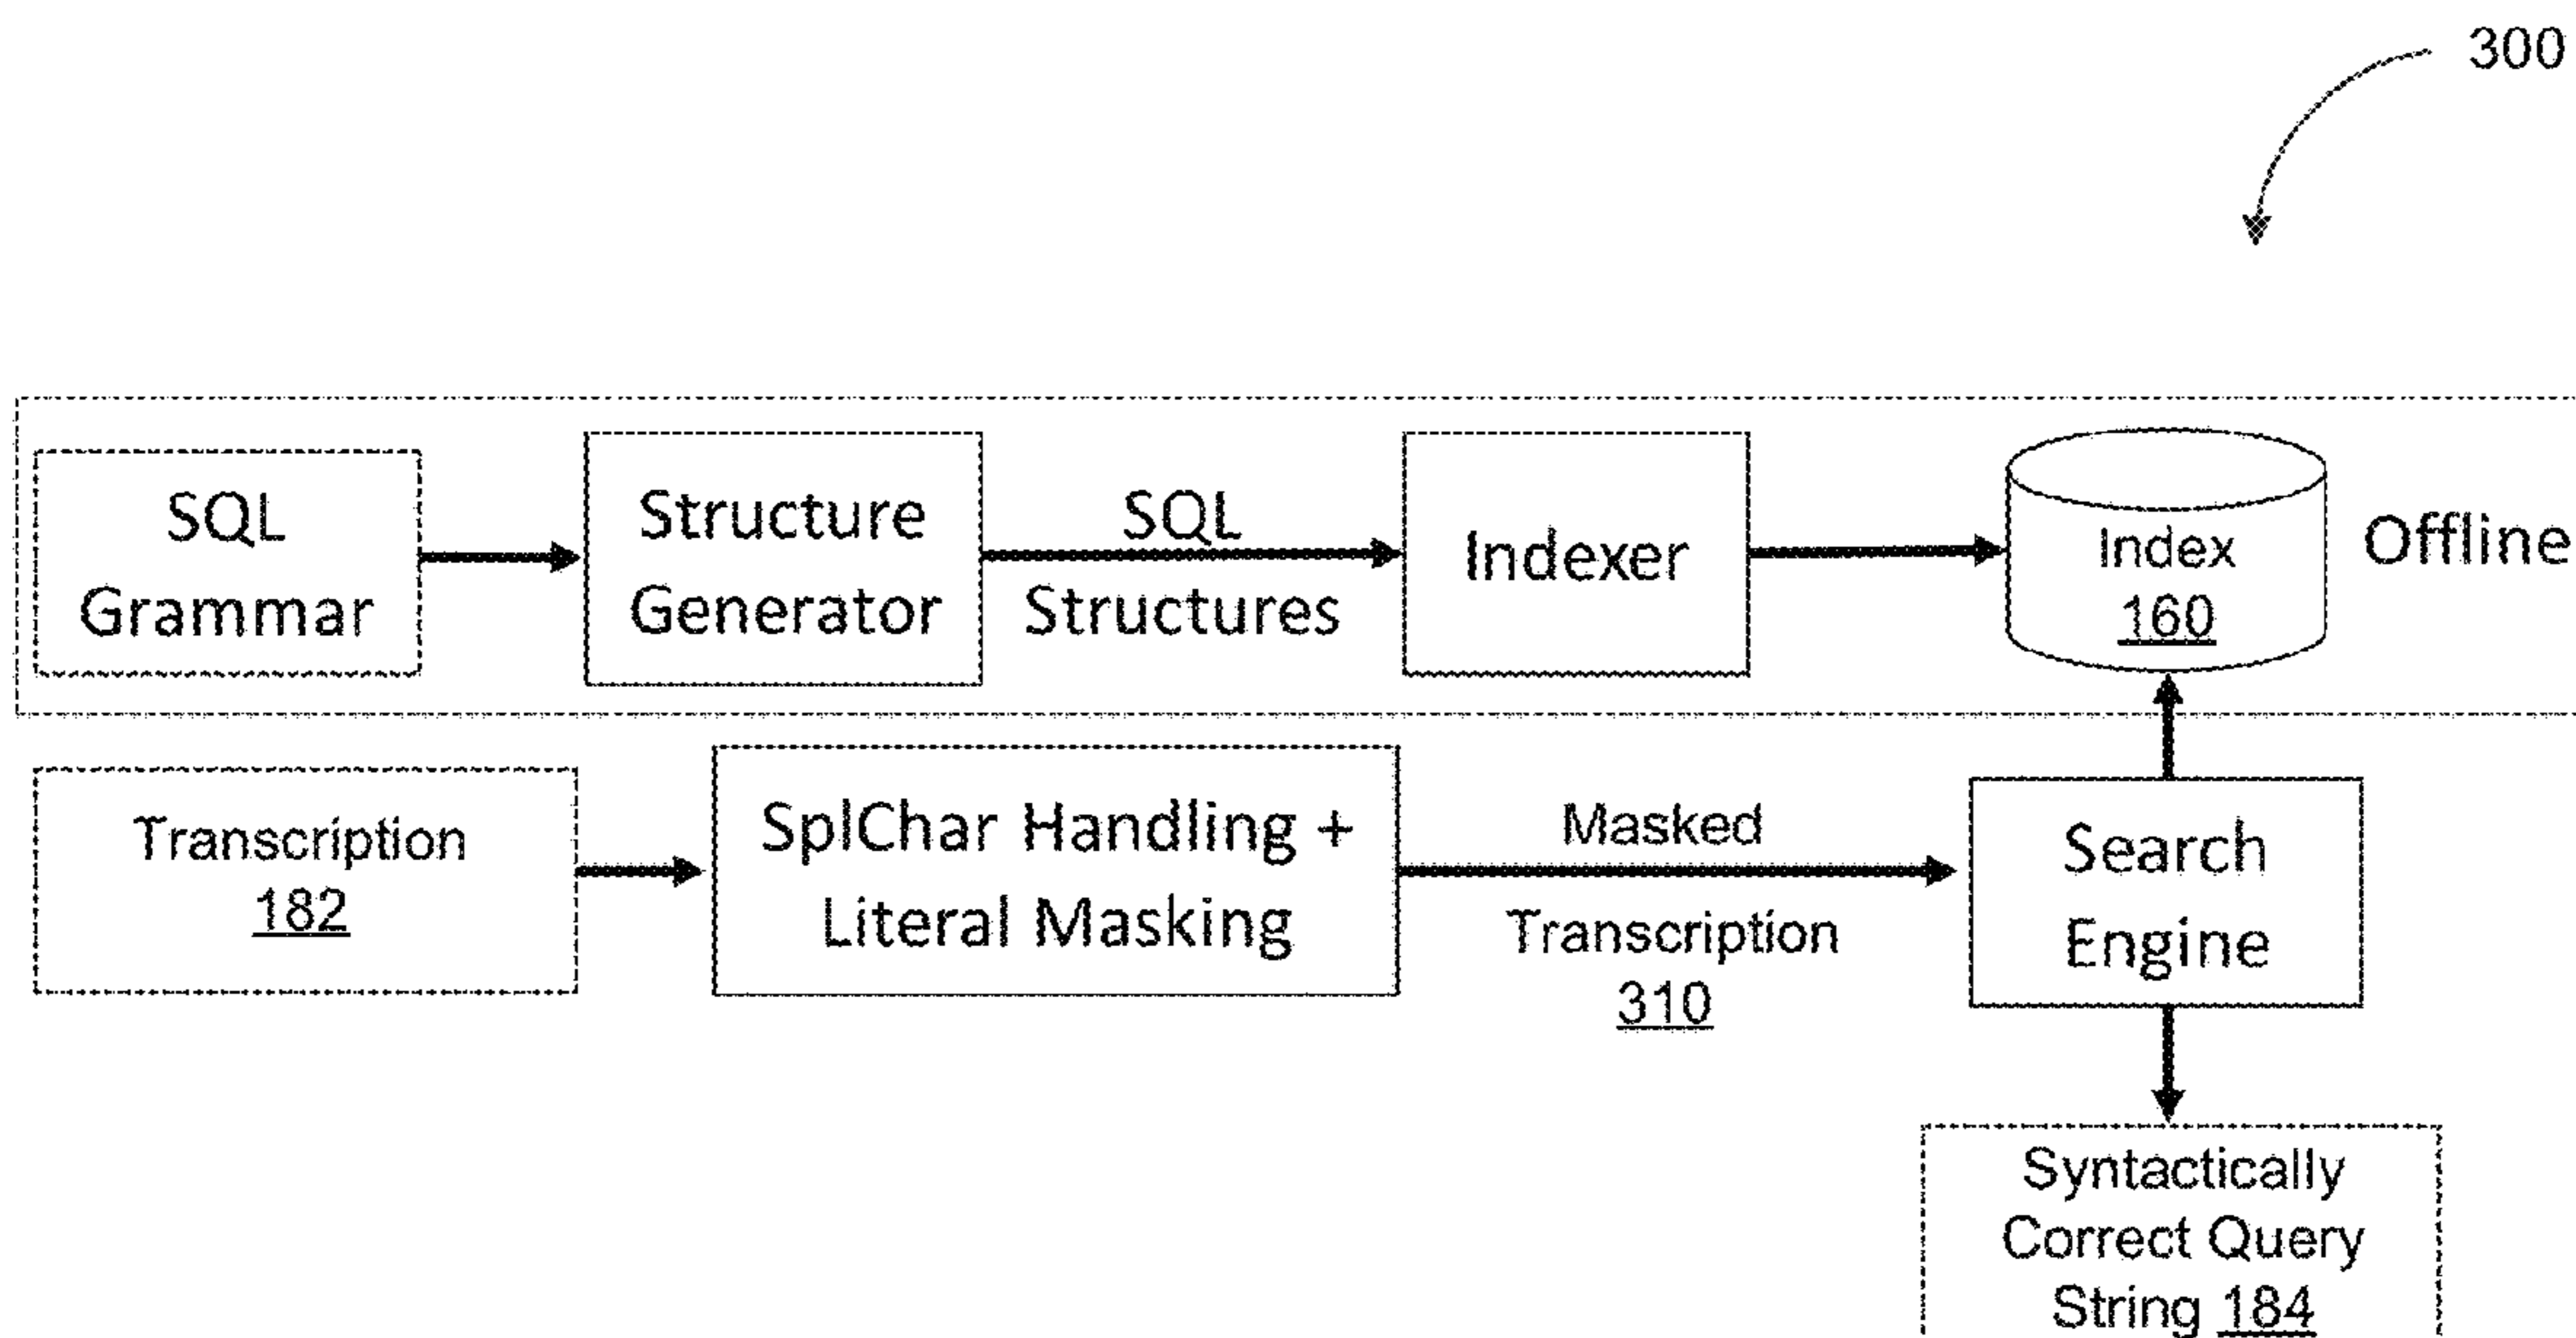 300
SQL
Grammar
Structure
Generator
SQL
Structures
Indexer
Index
160
Offline
Transcription
182
SplChar Handling +
Literal Masking
Masked
Transcription
310
Search
Engine
Syntactically
Correct Query
String 184